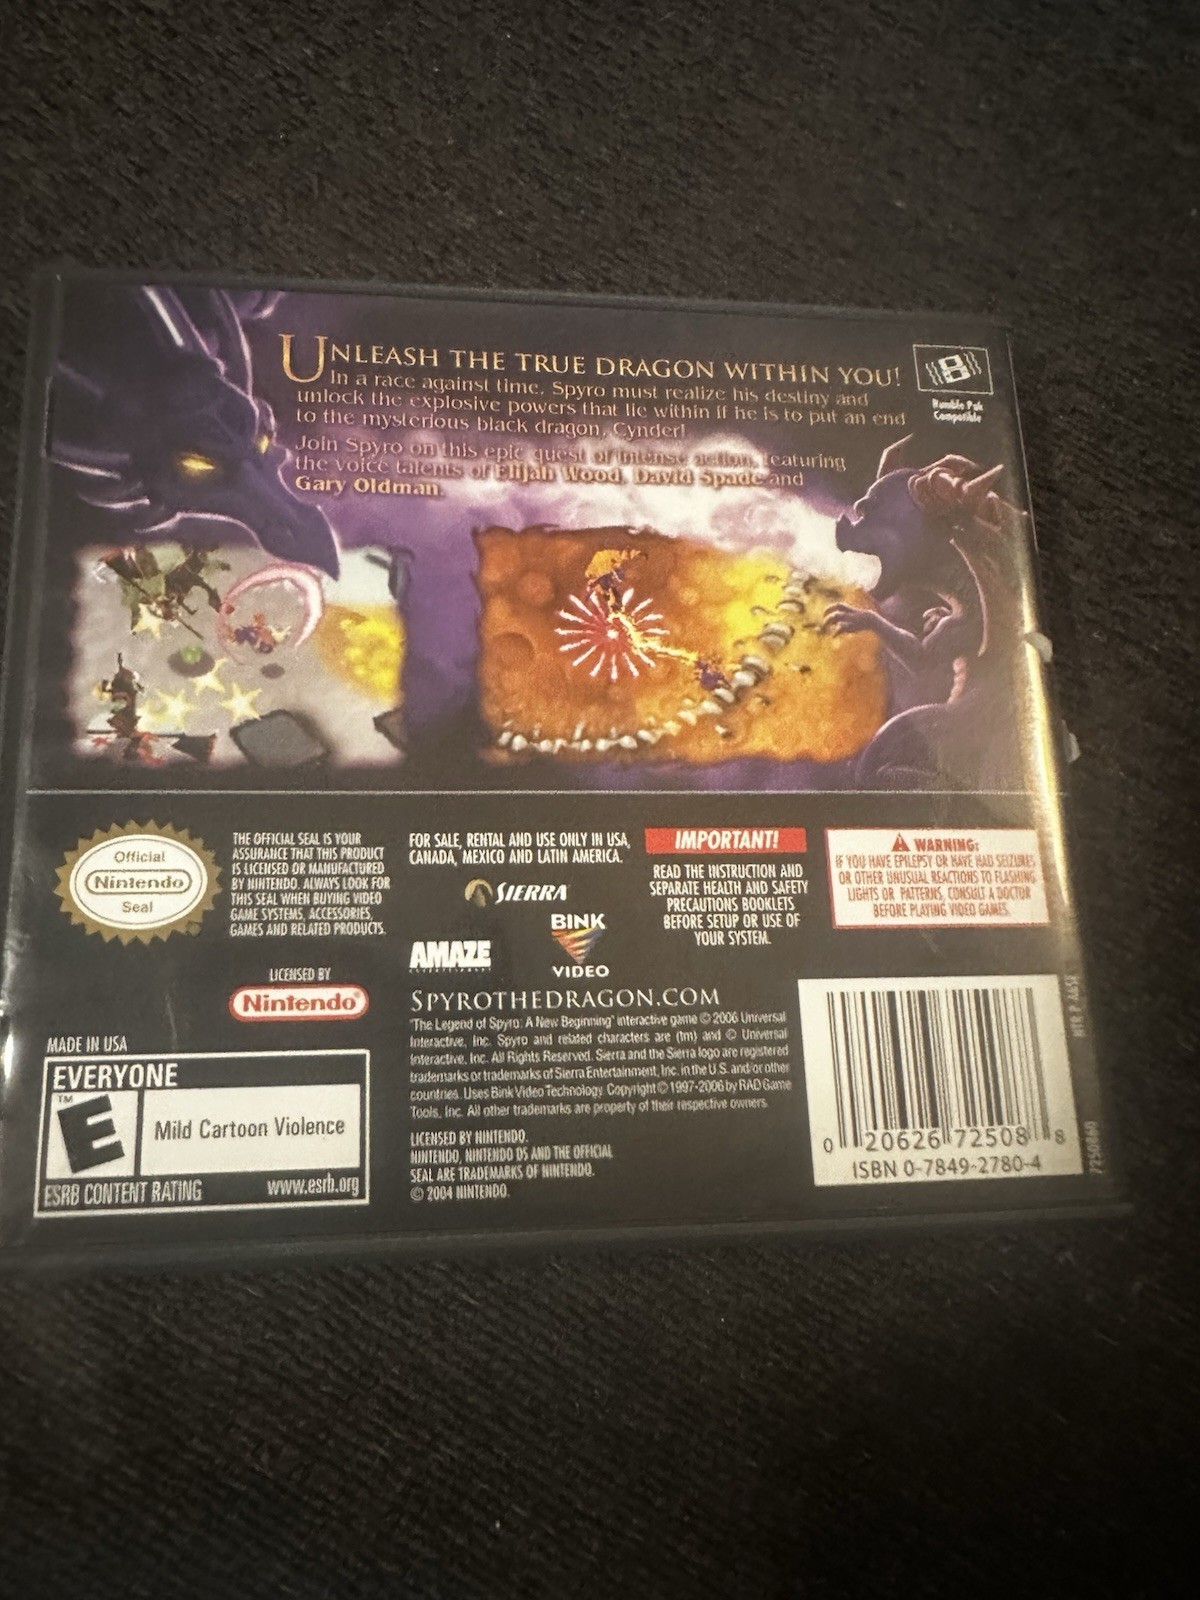 UNLEASH THE TRUE DRAGON WITHIN YOU!
In a race against time, Spyro must realize his destiny and
unlock the explosive powers that lie within if he is to put an end
to the mysterious black dragon, Cynder!
Join Spyro on this epic quest of intense action, featuring
the voice talents of Elijah Wood, David Spade and
Gary Oldman.
Rumble Pak
Compatible
Official
Nintendo
Seal
THE OFFICIAL SEAL IS YOUR
ASSURANCE THAT THIS PRODUCT
IS LICENSED OR MANUFACTURED
BY NINTENDO. ALWAYS LOOK FOR
THIS SEAL WHEN BUYING VIDEO
GAME SYSTEMS, ACCESSORIES,
GAMES AND RELATED PRODUCTS.
LICENSED BY
Nintendo
MADE IN USA
EVERYONE
TM
E
Mild Cartoon Violence
ESRB CONTENT RATING
www.esrb.org
FOR SALE, RENTAL AND USE ONLY IN USA,
CANADA, MEXICO AND LATIN AMERICA.
SIERRA
AMAZE
ENTERTAINMENT
BINK
VIDEO
SPYROTHEDRAGON.COM
"The Legend of Spyro: A New Beginning" interactive game © 2006 Universal
Interactive, Inc. Spyro and related characters are (tm) and © Universal
Interactive, Inc. All Rights Reserved. Sierra and the Sierra logo are registered
trademarks or trademarks of Sierra Entertainment, Inc. in the U.S. and/or other
countries. Uses Bink Video Technology. Copyright © 1997-2006 by RAD Game
Tools, Inc. All other trademarks are property of their respective owners.
LICENSED BY NINTENDO.
NINTENDO, NINTENDO DS AND THE OFFICIAL
SEAL ARE TRADEMARKS OF NINTENDO.
© 2004 NINTENDO.
IMPORTANT!
READ THE INSTRUCTION AND
SEPARATE HEALTH AND SAFETY
PRECAUTIONS BOOKLETS
BEFORE SETUP OR USE OF
YOUR SYSTEM.
WARNING:
IF YOU HAVE EPILEPSY OR HAVE HAD SEIZURES
OR OTHER UNUSUAL REACTIONS TO FLASHING
LIGHTS OR PATTERNS, CONSULT A DOCTOR
BEFORE PLAYING VIDEO GAMES.
0 20626 72508 8
ISBN 0-7849-2780-4
7250860